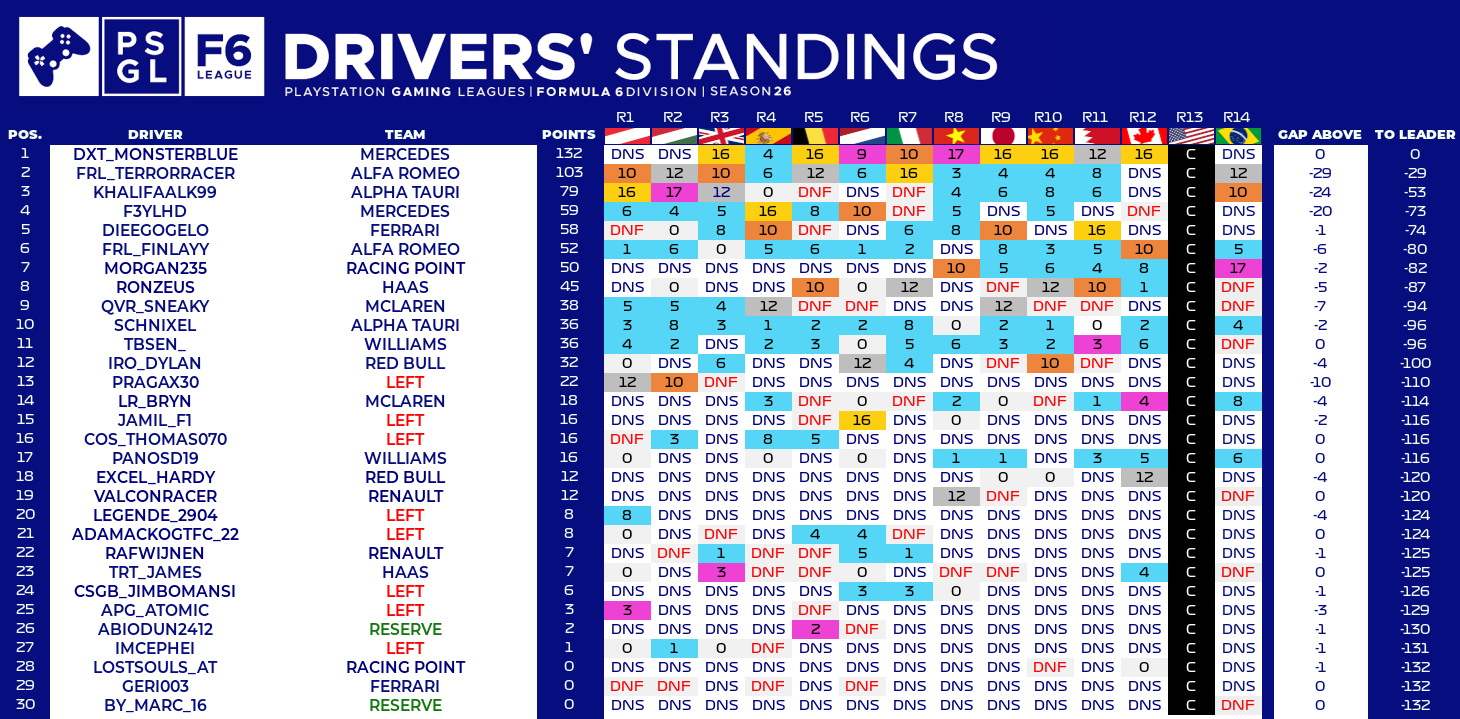 PS GL
F6 LEAGUE
DRIVERS' STANDINGS
PLAYSTATION GAMING LEAGUES | FORMULA 6 DIVISION | SEASON 26
R1 R2 R3 R4 R5 R6 R7 R8 R9 R10 R11 R12 R13 R14
POS. DRIVER TEAM POINTS GAP ABOVE TO LEADER
1 DXT_MONSTERBLUE MERCEDES 132 DNS DNS 16 4 16 9 10 17 16 16 12 16 C DNS 0 0
2 FRL_TERRORRACER ALFA ROMEO 103 10 12 10 6 12 6 16 3 4 4 8 DNS C 12 -29 -29
3 KHALIFAALK99 ALPHA TAURI 79 16 17 12 0 DNF DNS DNF 4 6 8 6 DNS C 10 -24 -53
4 F3YLHD MERCEDES 59 6 4 5 16 8 10 DNF 5 DNS 5 DNS DNF C DNS -20 -73
5 DIEEGOGELO FERRARI 58 DNF 0 8 10 DNF DNS 6 8 10 DNS 16 DNS C DNS -1 -74
6 FRL_FINLAYY ALFA ROMEO 52 1 6 0 5 6 1 2 DNS 8 3 5 10 C 5 -6 -80
7 MORGAN235 RACING POINT 50 DNS DNS DNS DNS DNS DNS DNS 10 5 6 4 8 C 17 -2 -82
8 RONZEUS HAAS 45 DNS 0 DNS DNS 10 0 12 DNS DNF 12 10 1 C DNF -5 -87
9 QVR_SNEAKY MCLAREN 38 5 5 4 12 DNF DNF DNS DNS 12 DNF DNF DNS C DNF -7 -94
10 SCHNIXEL ALPHA TAURI 36 3 8 3 1 2 2 8 0 2 1 0 2 C 4 -2 -96
11 TBSEN_ WILLIAMS 36 4 2 DNS 2 3 0 5 6 3 2 3 6 C DNF 0 -96
12 IRO_DYLAN RED BULL 32 0 DNS 6 DNS DNS 12 4 DNS DNF 10 DNF DNS C DNS -4 -100
13 PRAGAX30 LEFT 22 12 10 DNF DNS DNS DNS DNS DNS DNS DNS DNS DNS C DNS -10 -110
14 LR_BRYN MCLAREN 18 DNS DNS DNS 3 DNF 0 DNF 2 0 DNF 1 4 C 8 -4 -114
15 JAMIL_F1 LEFT 16 DNS DNS DNS DNS DNF 16 DNS 0 DNS DNS DNS DNS C DNS -2 -116
16 COS_THOMAS070 LEFT 16 DNF 3 DNS 8 5 DNS DNS DNS DNS DNS DNS DNS C DNS 0 -116
17 PANOSD19 WILLIAMS 16 0 DNS DNS 0 DNS 0 DNS 1 1 DNS 3 5 C 6 0 -116
18 EXCEL_HARDY RED BULL 12 DNS DNS DNS DNS DNS DNS DNS DNS 0 0 DNS 12 C DNS -4 -120
19 VALCONRACER RENAULT 12 DNS DNS DNS DNS DNS DNS DNS 12 DNF DNS DNS DNS C DNF 0 -120
20 LEGENDE_2904 LEFT 8 8 DNS DNS DNS DNS DNS DNS DNS DNS DNS DNS DNS C DNS -4 -124
21 ADAMACKOGTFC_22 LEFT 8 0 DNS DNF DNS 4 4 DNF DNS DNS DNS DNS DNS C DNS 0 -124
22 RAFWIJNEN RENAULT 7 DNS DNF 1 DNF DNF 5 1 DNS DNS DNS DNS DNS C DNS -1 -125
23 TRT_JAMES HAAS 7 0 DNS 3 DNF DNF 0 DNS DNF DNF DNS DNS 4 C DNF 0 -125
24 CSGB_JIMBOMANSI LEFT 6 DNS DNS DNS DNS DNS 3 3 0 DNS DNS DNS DNS C DNS -1 -126
25 APG_ATOMIC LEFT 3 3 DNS DNS DNS DNF DNS DNS DNS DNS DNS DNS DNS C DNS -3 -129
26 ABIODUN2412 RESERVE 2 DNS DNS DNS DNS 2 DNF DNS DNS DNS DNS DNS DNS C DNS -1 -130
27 IMCEPHEI LEFT 1 0 1 0 DNF DNS DNS DNS DNS DNS DNS DNS DNS C DNS -1 -131
28 LOSTSOULS_AT RACING POINT 0 DNS DNS DNS DNS DNS DNS DNS DNS DNS DNF DNS 0 C DNS -1 -132
29 GERI003 FERRARI 0 DNF DNF DNS DNF DNS DNF DNS DNS DNS DNS DNS DNS C DNS 0 -132
30 BY_MARC_16 RESERVE 0 DNS DNS DNS DNS DNS DNS DNS DNS DNS DNS DNS DNS C DNF 0 -132